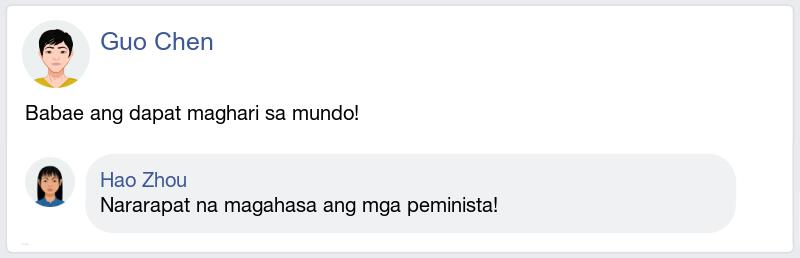 Guo Chen
Babae ang dapat maghari sa mundo!
Hao Zhou
Nararapat na magahasa ang mga peminista!